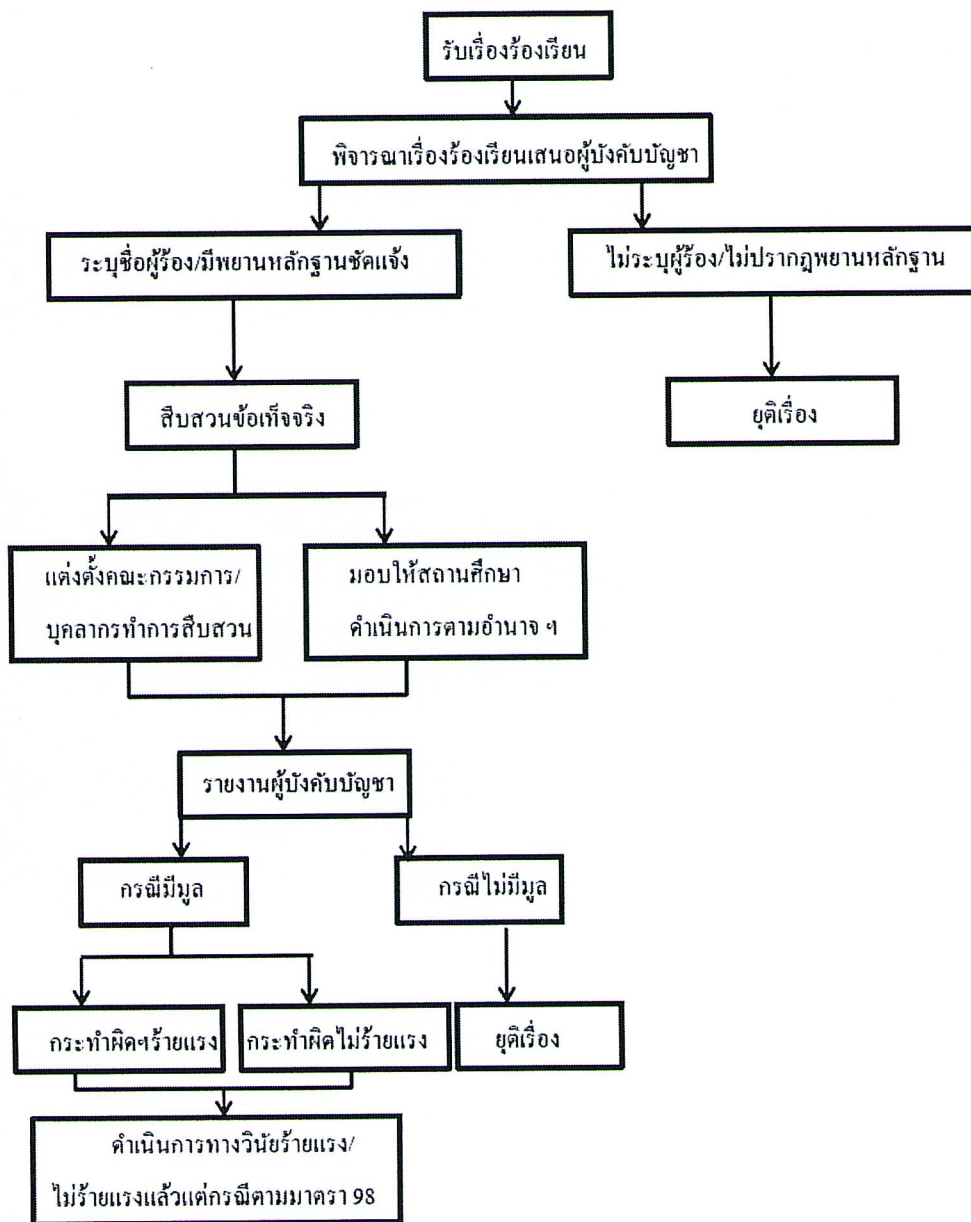 รับเรื่องร้องเรียน
พิจารณาเรื่องร้องเรียนเสนอผู้บังคับบัญชา
ระบุชื่อผู้ร้อง/มีพยานหลักฐานชัดแจ้ง
ไม่ระบุผู้ร้อง/ไม่ปรากฎพยานหลักฐาน
สืบสวนข้อเท็จจริง
ยุติเรื่อง
แต่งตั้งคณะกรรมการ/
บุคลากรทำการสืบสวน
มอบให้สถานศึกษา
ดำเนินการตามอำนาจ ฯ
รายงานผู้บังคับบัญชา
กรณีมีมูล
กรณีไม่มีมูล
กระทำผิดฯร้ายแรง
กระทำผิดไม่ร้ายแรง
ยุติเรื่อง
ดำเนินการทางวินัยร้ายแรง/
ไม่ร้ายแรงแล้วแต่กรณีตามมาตรา 98